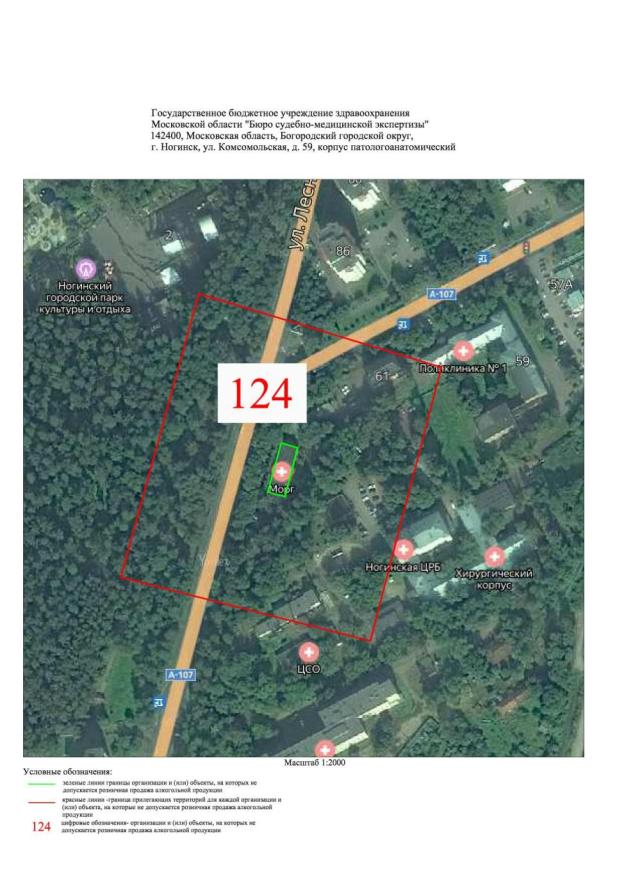 Государственное бюджетное учреждение здравоохранения
Московской области "Бюро судебно-медицинской экспертизы"
142400, Московская область, Богородский городской округ,
г. Ногинск, ул. Комсомольская, д. 59, корпус патологоанатомический
ул. Лесн
2
86
57А
Ногинский
городской парк
культуры и отдыха
А-107
Поликлиника № 1
59
61
124
Морг
Ногинская ЦРБ
Хирургический
корпус
ЦСО
А-107
Масштаб 1:2000
Условные обозначения:
зеленые линии границы организации и (или) объекты, на которых не
допускается розничная продажа алкогольной продукции
красные линии -граница прилегающих территорий для каждой организации и
(или) объекта, на которые не допускается розничная продажа алкогольной
продукции
124
цифровые обозначения- организации и (или) объекты, на которых не
допускается розничная продажа алкогольной продукции